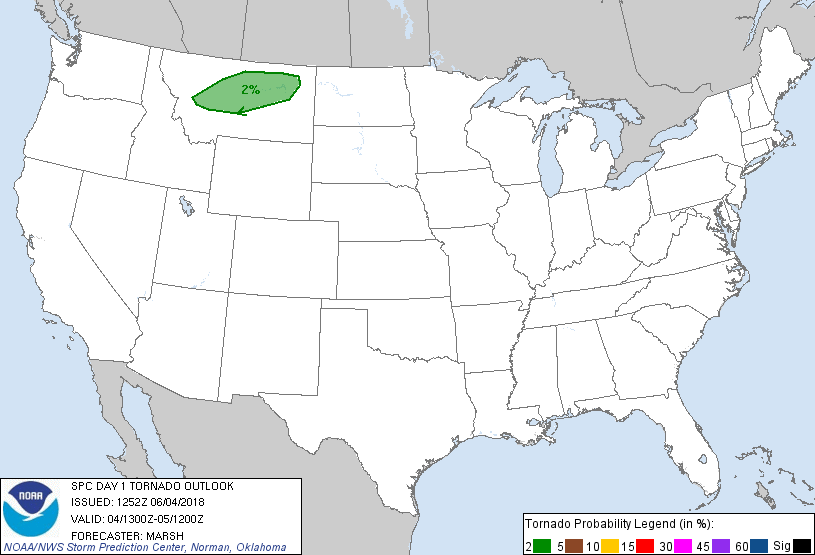 2%
NOAA
SPC DAY 1 TORNADO OUTLOOK
ISSUED: 1252Z 06/04/2018
VALID: 04/1300Z-05/1200Z
FORECASTER: MARSH
NOAA/NWS Storm Prediction Center, Norman, Oklahoma
Tornado Probability Legend (in %):
2 5 10 15 30 45 60 Sig